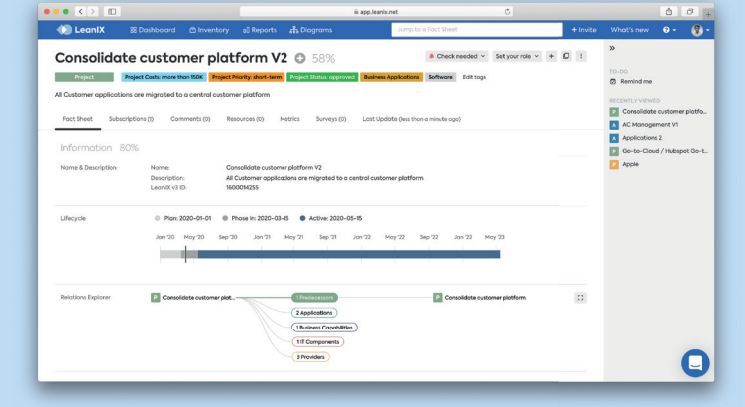 app.leanix.net
LeanIX Dashboard Inventory Reports Diagrams Jump to a Fact Sheet + Invite What's new
Consolidate customer platform V2 58% Check needed Set your role
Project Project Costs: more than 150K Project Priority: short-term Project Status: approved Business Applications Software Edit tags
All Customer applications are migrated to a central customer platform
Fact Sheet Subscriptions (1) Comments (0) Resources (0) Metrics Surveys (0) Last Update (less than a minute ago)
Information 80%
Name & Description Name: Consolidate customer platform V2
Description: All Customer applications are migrated to a central customer platform
LeanIX v3 ID: 1600014255
Lifecycle Plan: 2020-01-01 Phase in: 2020-03-15 Active: 2020-05-15
Jan '20 May '20 Sep '20 Jan '21 May '21 Sep '21 Jan '22 May '22 Sep '22 Jan '23 May '23
Relations Explorer P Consolidate customer plat... 1 Predecessors P Consolidate customer platform
2 Applications
1 Business Capabilities
1 IT Components
3 Providers
TO-DO
Remind me
RECENTLY VIEWED
P Consolidate customer platfo...
A AC Management V1
A Applications 2
P Go-to-Cloud / Hubspot Go-t...
P Apple